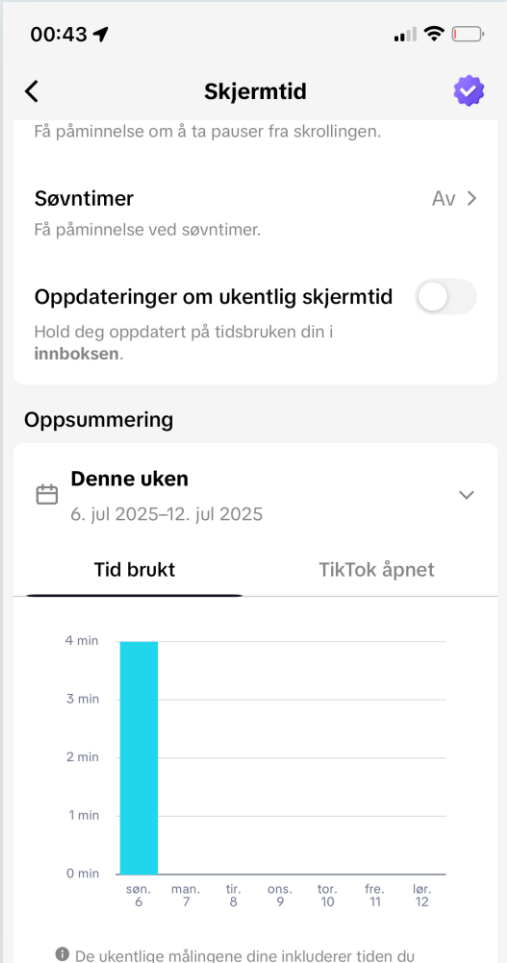 00:43
Skjermtid
Få påminnelse om å ta pauser fra skrollingen.
Søvntimer
Av
Få påminnelse ved søvntimer.
Oppdateringer om ukentlig skjermtid
Hold deg oppdatert på tidsbruken din i
innboksen.
Oppsummering
Denne uken
6. jul 2025–12. jul 2025
Tid brukt
TikTok åpnet
4 min
3 min
2 min
1 min
0 min
søn. man. tir. ons. tor. fre. lør.
6 7 8 9 10 11 12
De ukentlige målingene dine inkluderer tiden du